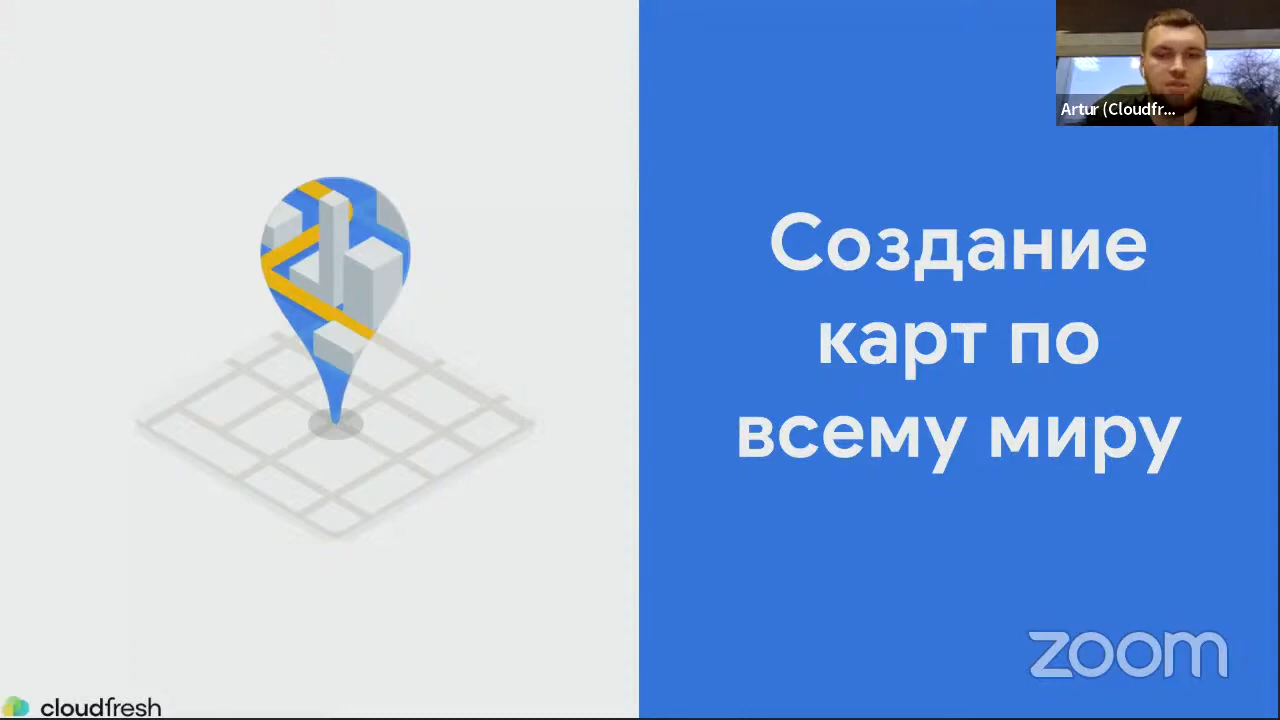 Artur (Cloudfr...
Создание
карт по
всему миру
zoom
cloudfresh